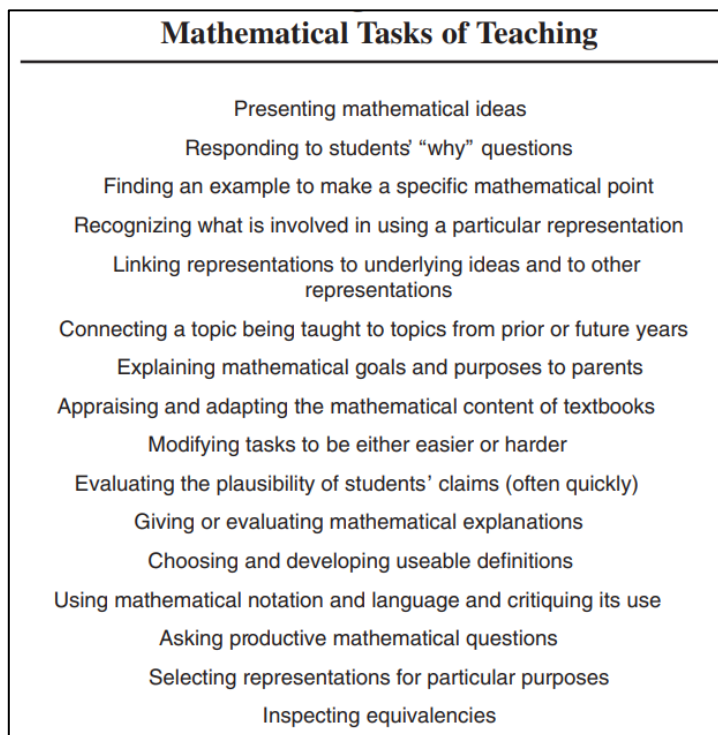 Mathematical Tasks of Teaching
Presenting mathematical ideas
Responding to students’ “why” questions
Finding an example to make a specific mathematical point
Recognizing what is involved in using a particular representation
Linking representations to underlying ideas and to other
representations
Connecting a topic being taught to topics from prior or future years
Explaining mathematical goals and purposes to parents
Appraising and adapting the mathematical content of textbooks
Modifying tasks to be either easier or harder
Evaluating the plausibility of students’ claims (often quickly)
Giving or evaluating mathematical explanations
Choosing and developing useable definitions
Using mathematical notation and language and critiquing its use
Asking productive mathematical questions
Selecting representations for particular purposes
Inspecting equivalencies